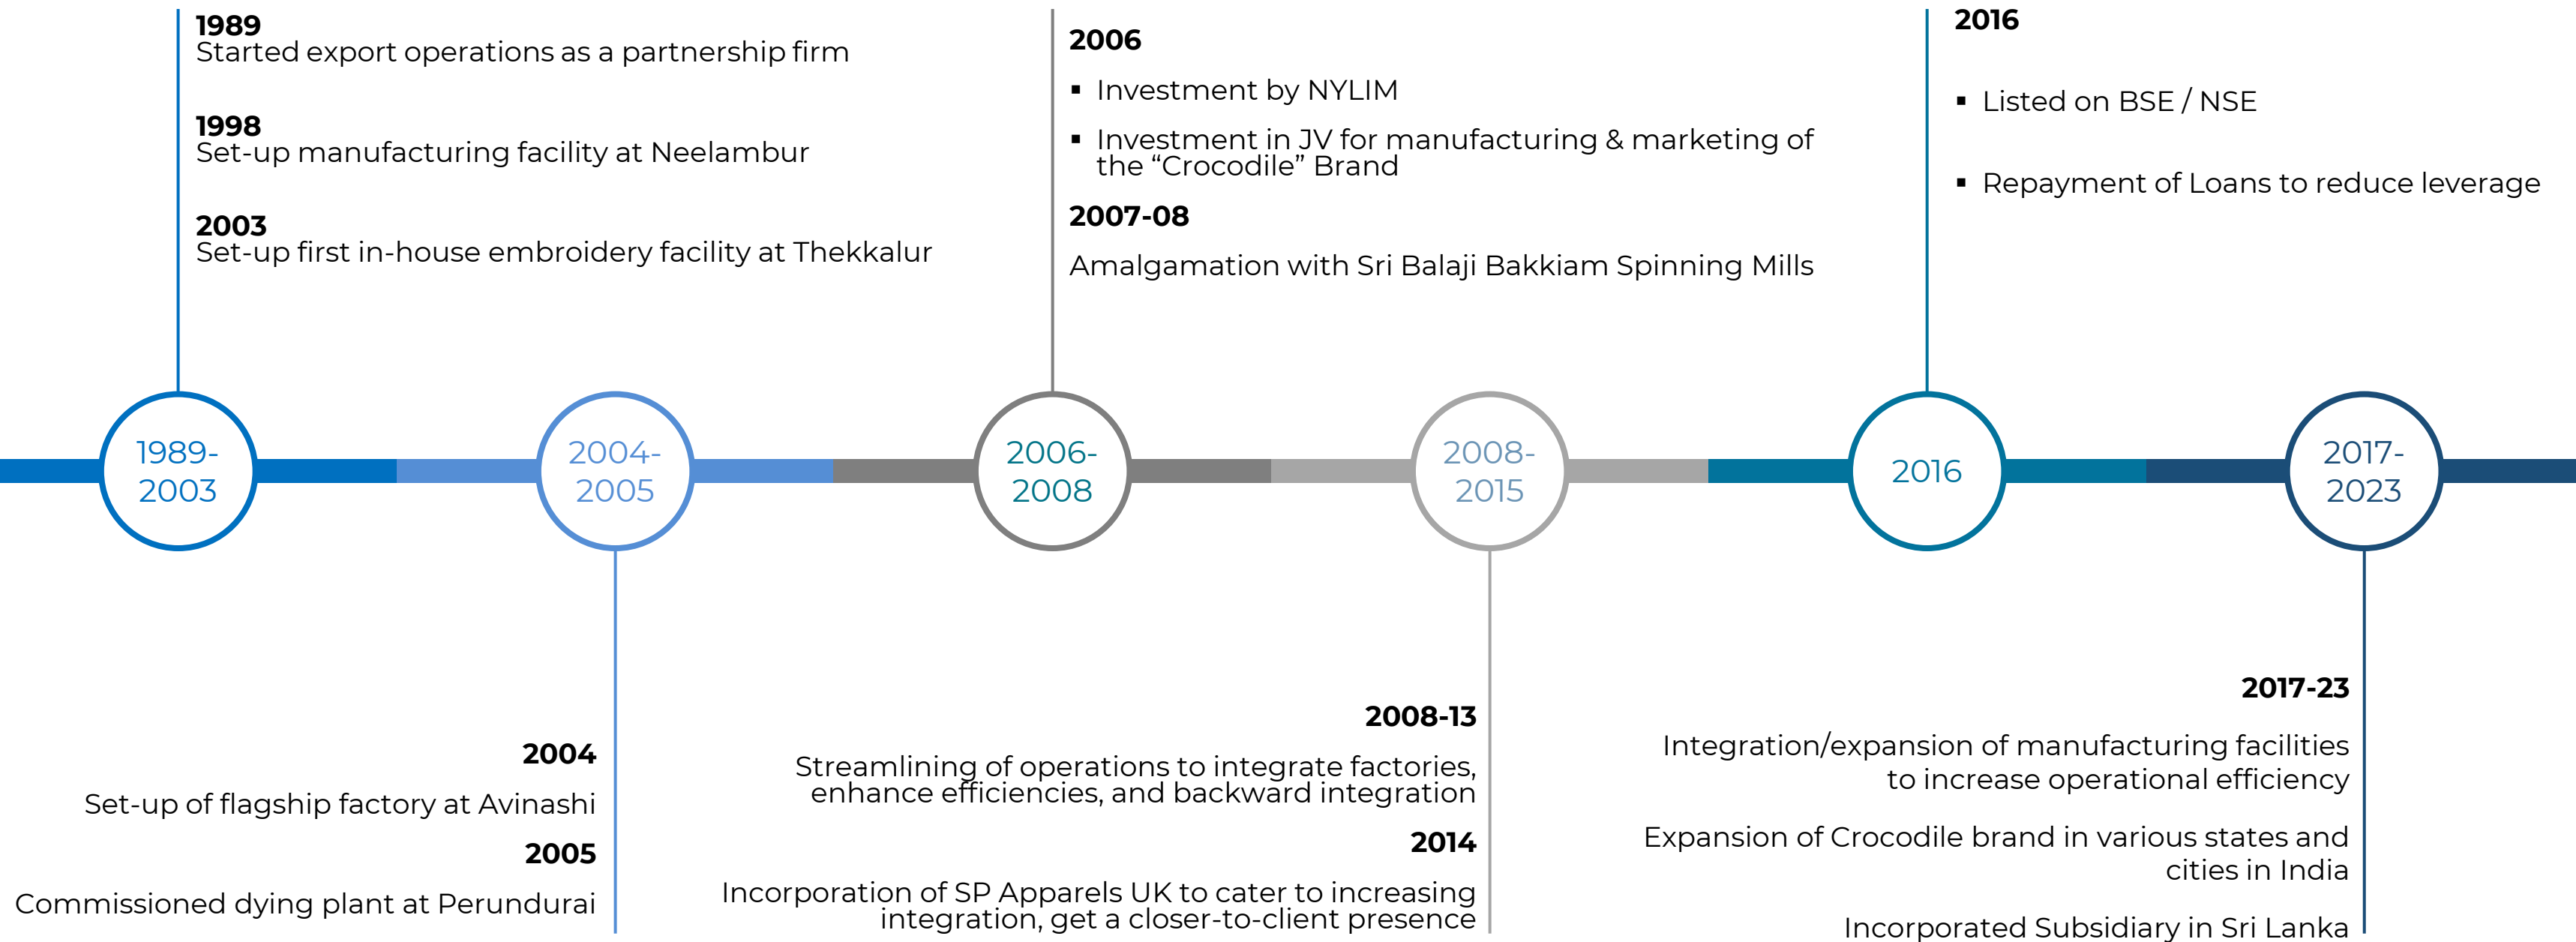 1989
Started export operations as a partnership firm
1998
Set-up manufacturing facility at Neelambur
2003
Set-up first in-house embroidery facility at Thekkalur
2006
▪ Investment by NYLIM
▪ Investment in JV for manufacturing & marketing of
the “Crocodile” Brand
2007-08
Amalgamation with Sri Balaji Bakkiam Spinning Mills
2016
▪ Listed on BSE / NSE
▪ Repayment of Loans to reduce leverage
1989-
2003
2004-
2005
2006-
2008
2008-
2015
2016
2017-
2023
2004
Set-up of flagship factory at Avinashi
2005
Commissioned dying plant at Perundurai
2008-13
Streamlining of operations to integrate factories,
enhance efficiencies, and backward integration
2014
Incorporation of SP Apparels UK to cater to increasing
integration, get a closer-to-client presence
2017-23
Integration/expansion of manufacturing facilities
to increase operational efficiency
Expansion of Crocodile brand in various states and
cities in India
Incorporated Subsidiary in Sri Lanka